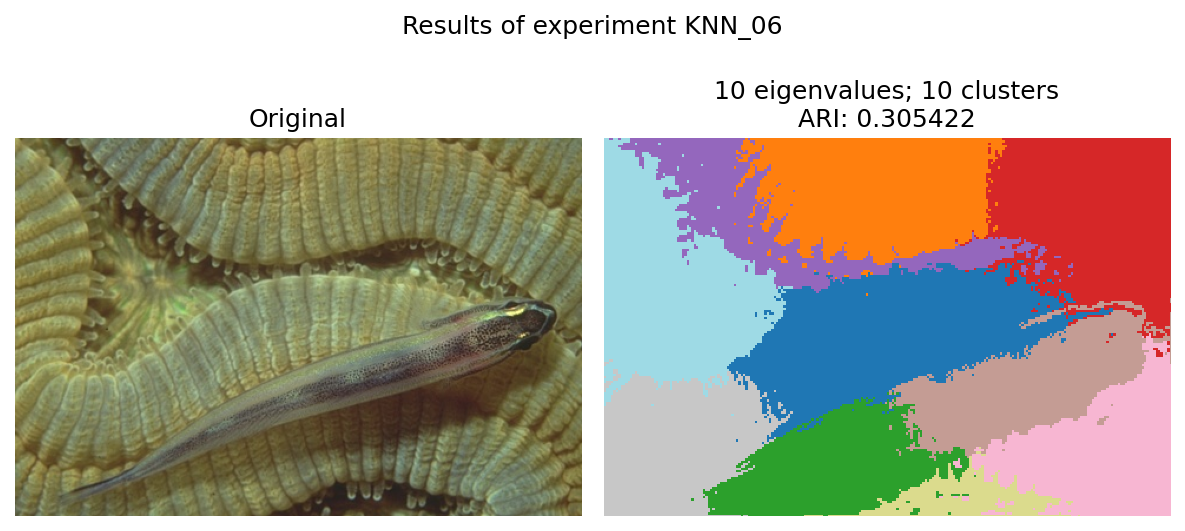 Results of experiment KNN_06
Original
10 eigenvalues; 10 clusters
ARI: 0.305422